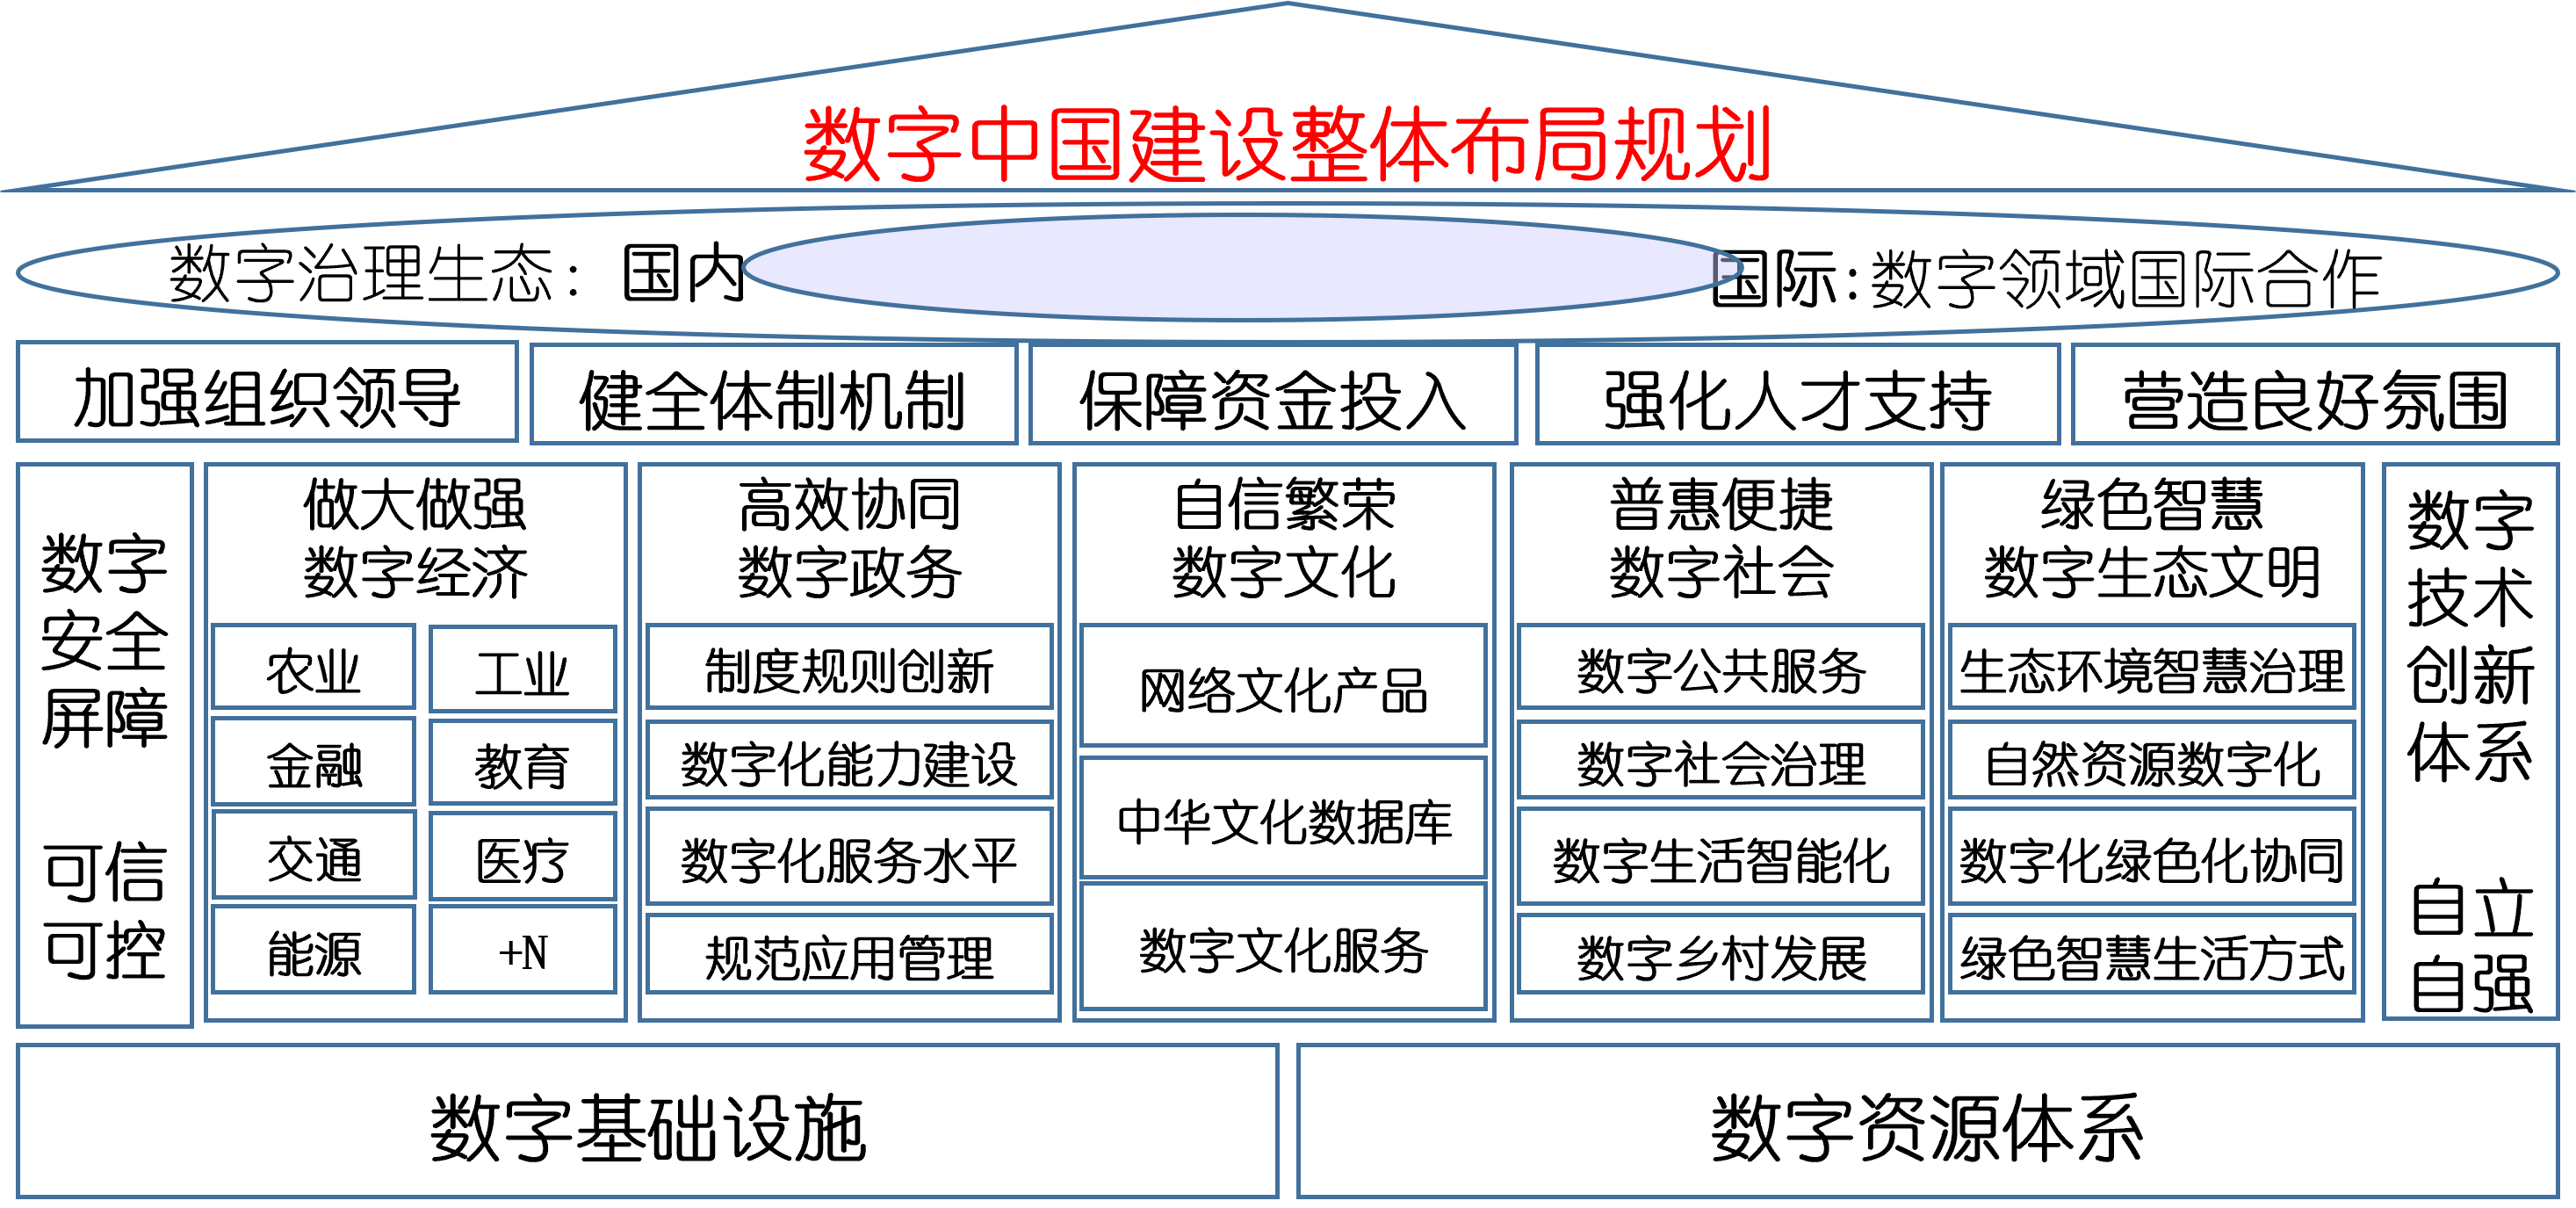 数字中国建设整体布局规划
数字治理生态：国内
国际:数字领域国际合作
加强组织领导
健全体制机制
保障资金投入
强化人才支持
营造良好氛围
数字
安全
屏障
可信
可控
做大做强
数字经济
农业
工业
金融
教育
交通
医疗
能源
+N
高效协同
数字政务
制度规则创新
数字化能力建设
数字化服务水平
规范应用管理
自信繁荣
数字文化
网络文化产品
中华文化数据库
数字文化服务
普惠便捷
数字社会
数字公共服务
数字社会治理
数字生活智能化
数字乡村发展
绿色智慧
数字生态文明
生态环境智慧治理
自然资源数字化
数字化绿色化协同
绿色智慧生活方式
数字
技术
创新
体系
自立
自强
数字基础设施
数字资源体系